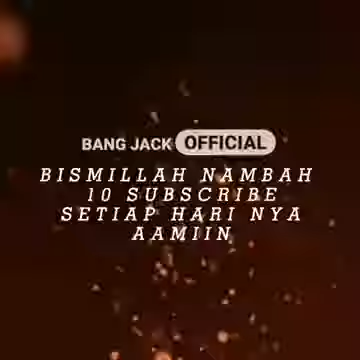 BANG JACK OFFICIAL
BISMILLAH NAMBAH
10 SUBSCRIBE
SETIAP HARI NYA
AAMIIN